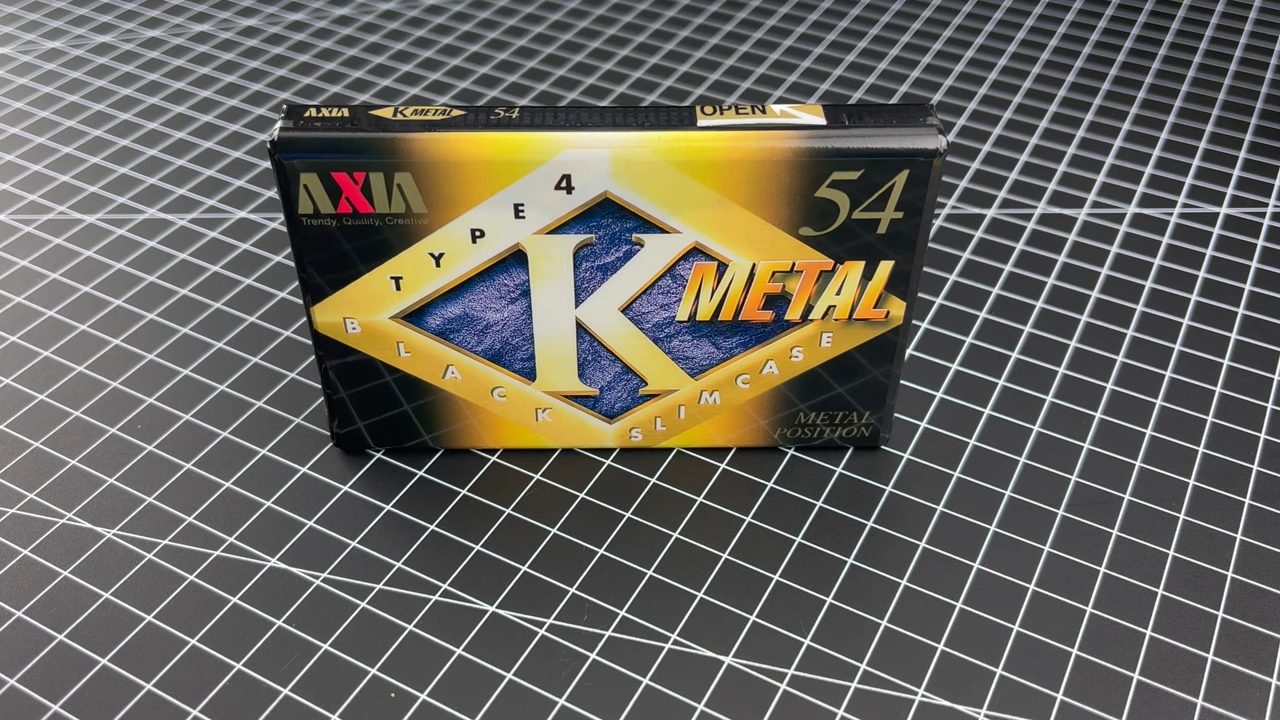 AXIA K METAL 54 OPEN
AXIA
Trendy, Quality, Creative
54
TYPE 4
K METAL
BLACK SLIMCASE
METAL
POSITION